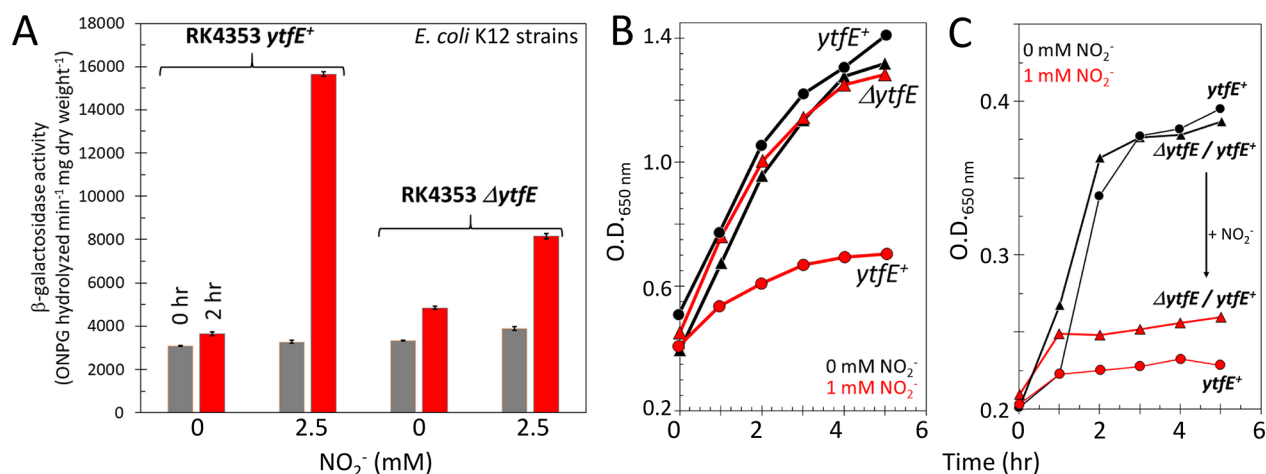 A
RK4353 ytfE⁺
E. coli K12 strains
RK4353 ΔytfE
0 hr
2 hr
β-galactosidase activity
(ONPG hydrolyzed min⁻¹ mg dry weight⁻¹)
18000
16000
14000
12000
10000
8000
6000
4000
2000
0
0
2.5
0
2.5
NO₂⁻ (mM)
B
O.D.650 nm
1.4
1.0
0.6
0.2
ytfE⁺
ΔytfE
ytfE⁺
0 mM NO₂⁻
1 mM NO₂⁻
0
2
4
6
C
0 mM NO₂⁻
1 mM NO₂⁻
O.D.650 nm
0.4
0.3
0.2
ytfE⁺
ΔytfE / ytfE⁺
+ NO₂⁻
ΔytfE / ytfE⁺
ytfE⁺
0
2
4
6
Time (hr)